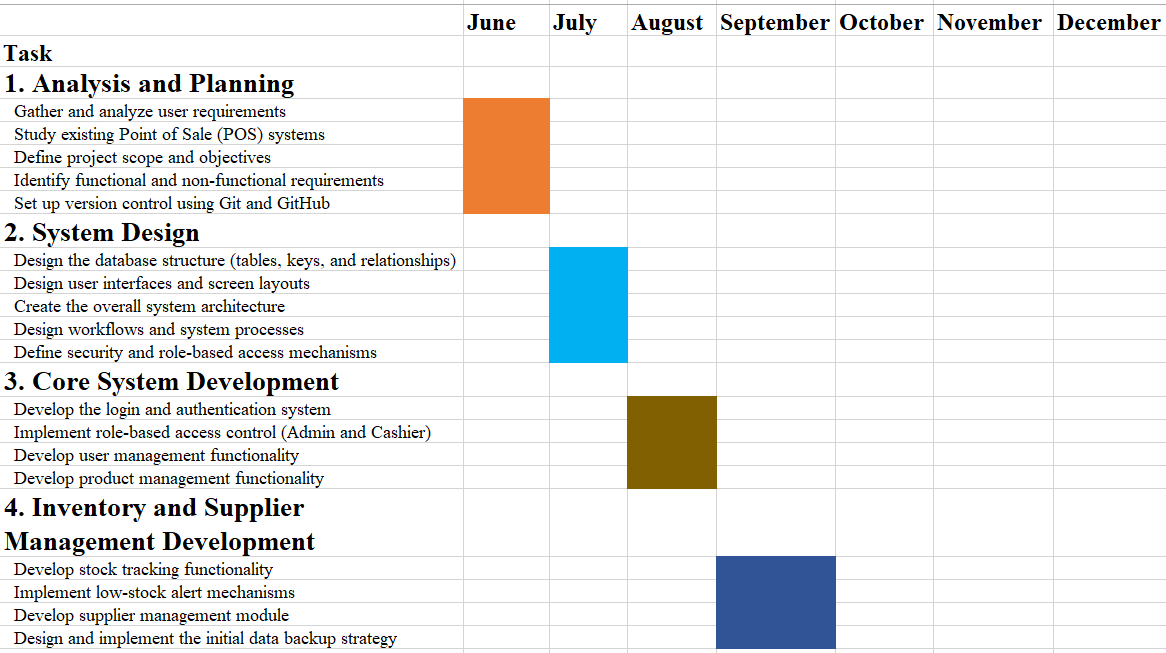 June July August September October November December
Task
1. Analysis and Planning
Gather and analyze user requirements
Study existing Point of Sale (POS) systems
Define project scope and objectives
Identify functional and non-functional requirements
Set up version control using Git and GitHub
2. System Design
Design the database structure (tables, keys, and relationships)
Design user interfaces and screen layouts
Create the overall system architecture
Design workflows and system processes
Define security and role-based access mechanisms
3. Core System Development
Develop the login and authentication system
Implement role-based access control (Admin and Cashier)
Develop user management functionality
Develop product management functionality
4. Inventory and Supplier
Management Development
Develop stock tracking functionality
Implement low-stock alert mechanisms
Develop supplier management module
Design and implement the initial data backup strategy